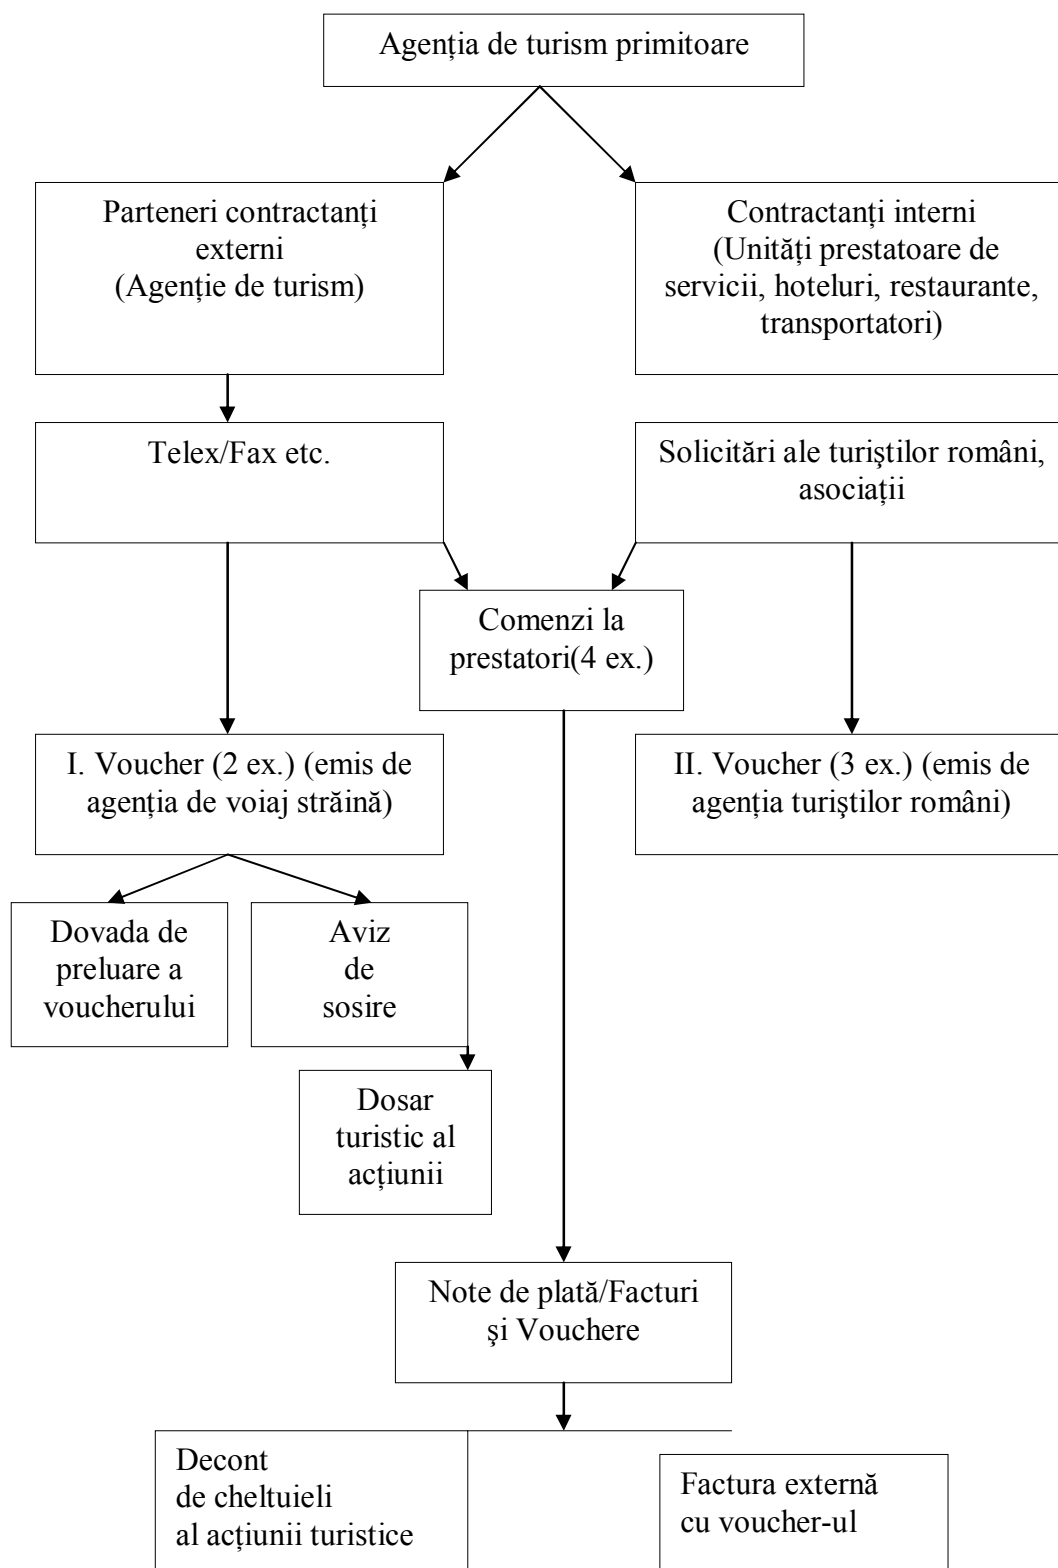 Agenția de turism primitoare
Parteneri contractanți
externi
(Agenție de turism)
Contractanți interni
(Unități prestatoare de
servicii, hoteluri, restaurante,
transportatori)
Telex/Fax etc.
Solicitări ale turiştilor români,
asociații
Comenzi la
prestatori(4 ex.)
I. Voucher (2 ex.) (emis de
agenția de voiaj străină)
II. Voucher (3 ex.) (emis de
agenția turiştilor români)
Dovada de
preluare a
voucherului
Aviz
de
sosire
Dosar
turistic al
acțiunii
Note de plată/Facturi
şi Vouchere
Decont
de cheltuieli
al acțiunii turistice
Factura externă
cu voucher-ul